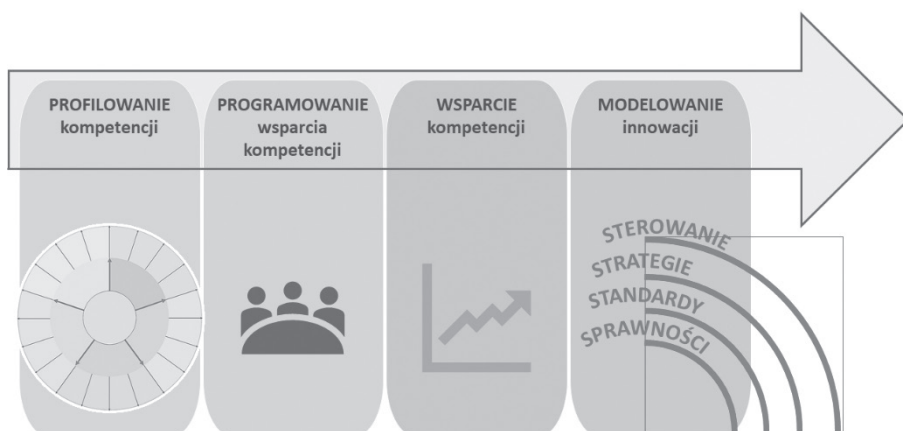 PROFILOWANIE
kompetencji
PROGRAMOWANIE
wsparcia
kompetencji
WSPARCIE
kompetencji
MODELOWANIE
innowacji
STEROWANIE
STRATEGIE
STANDARDY
SPRAWNOŚCI